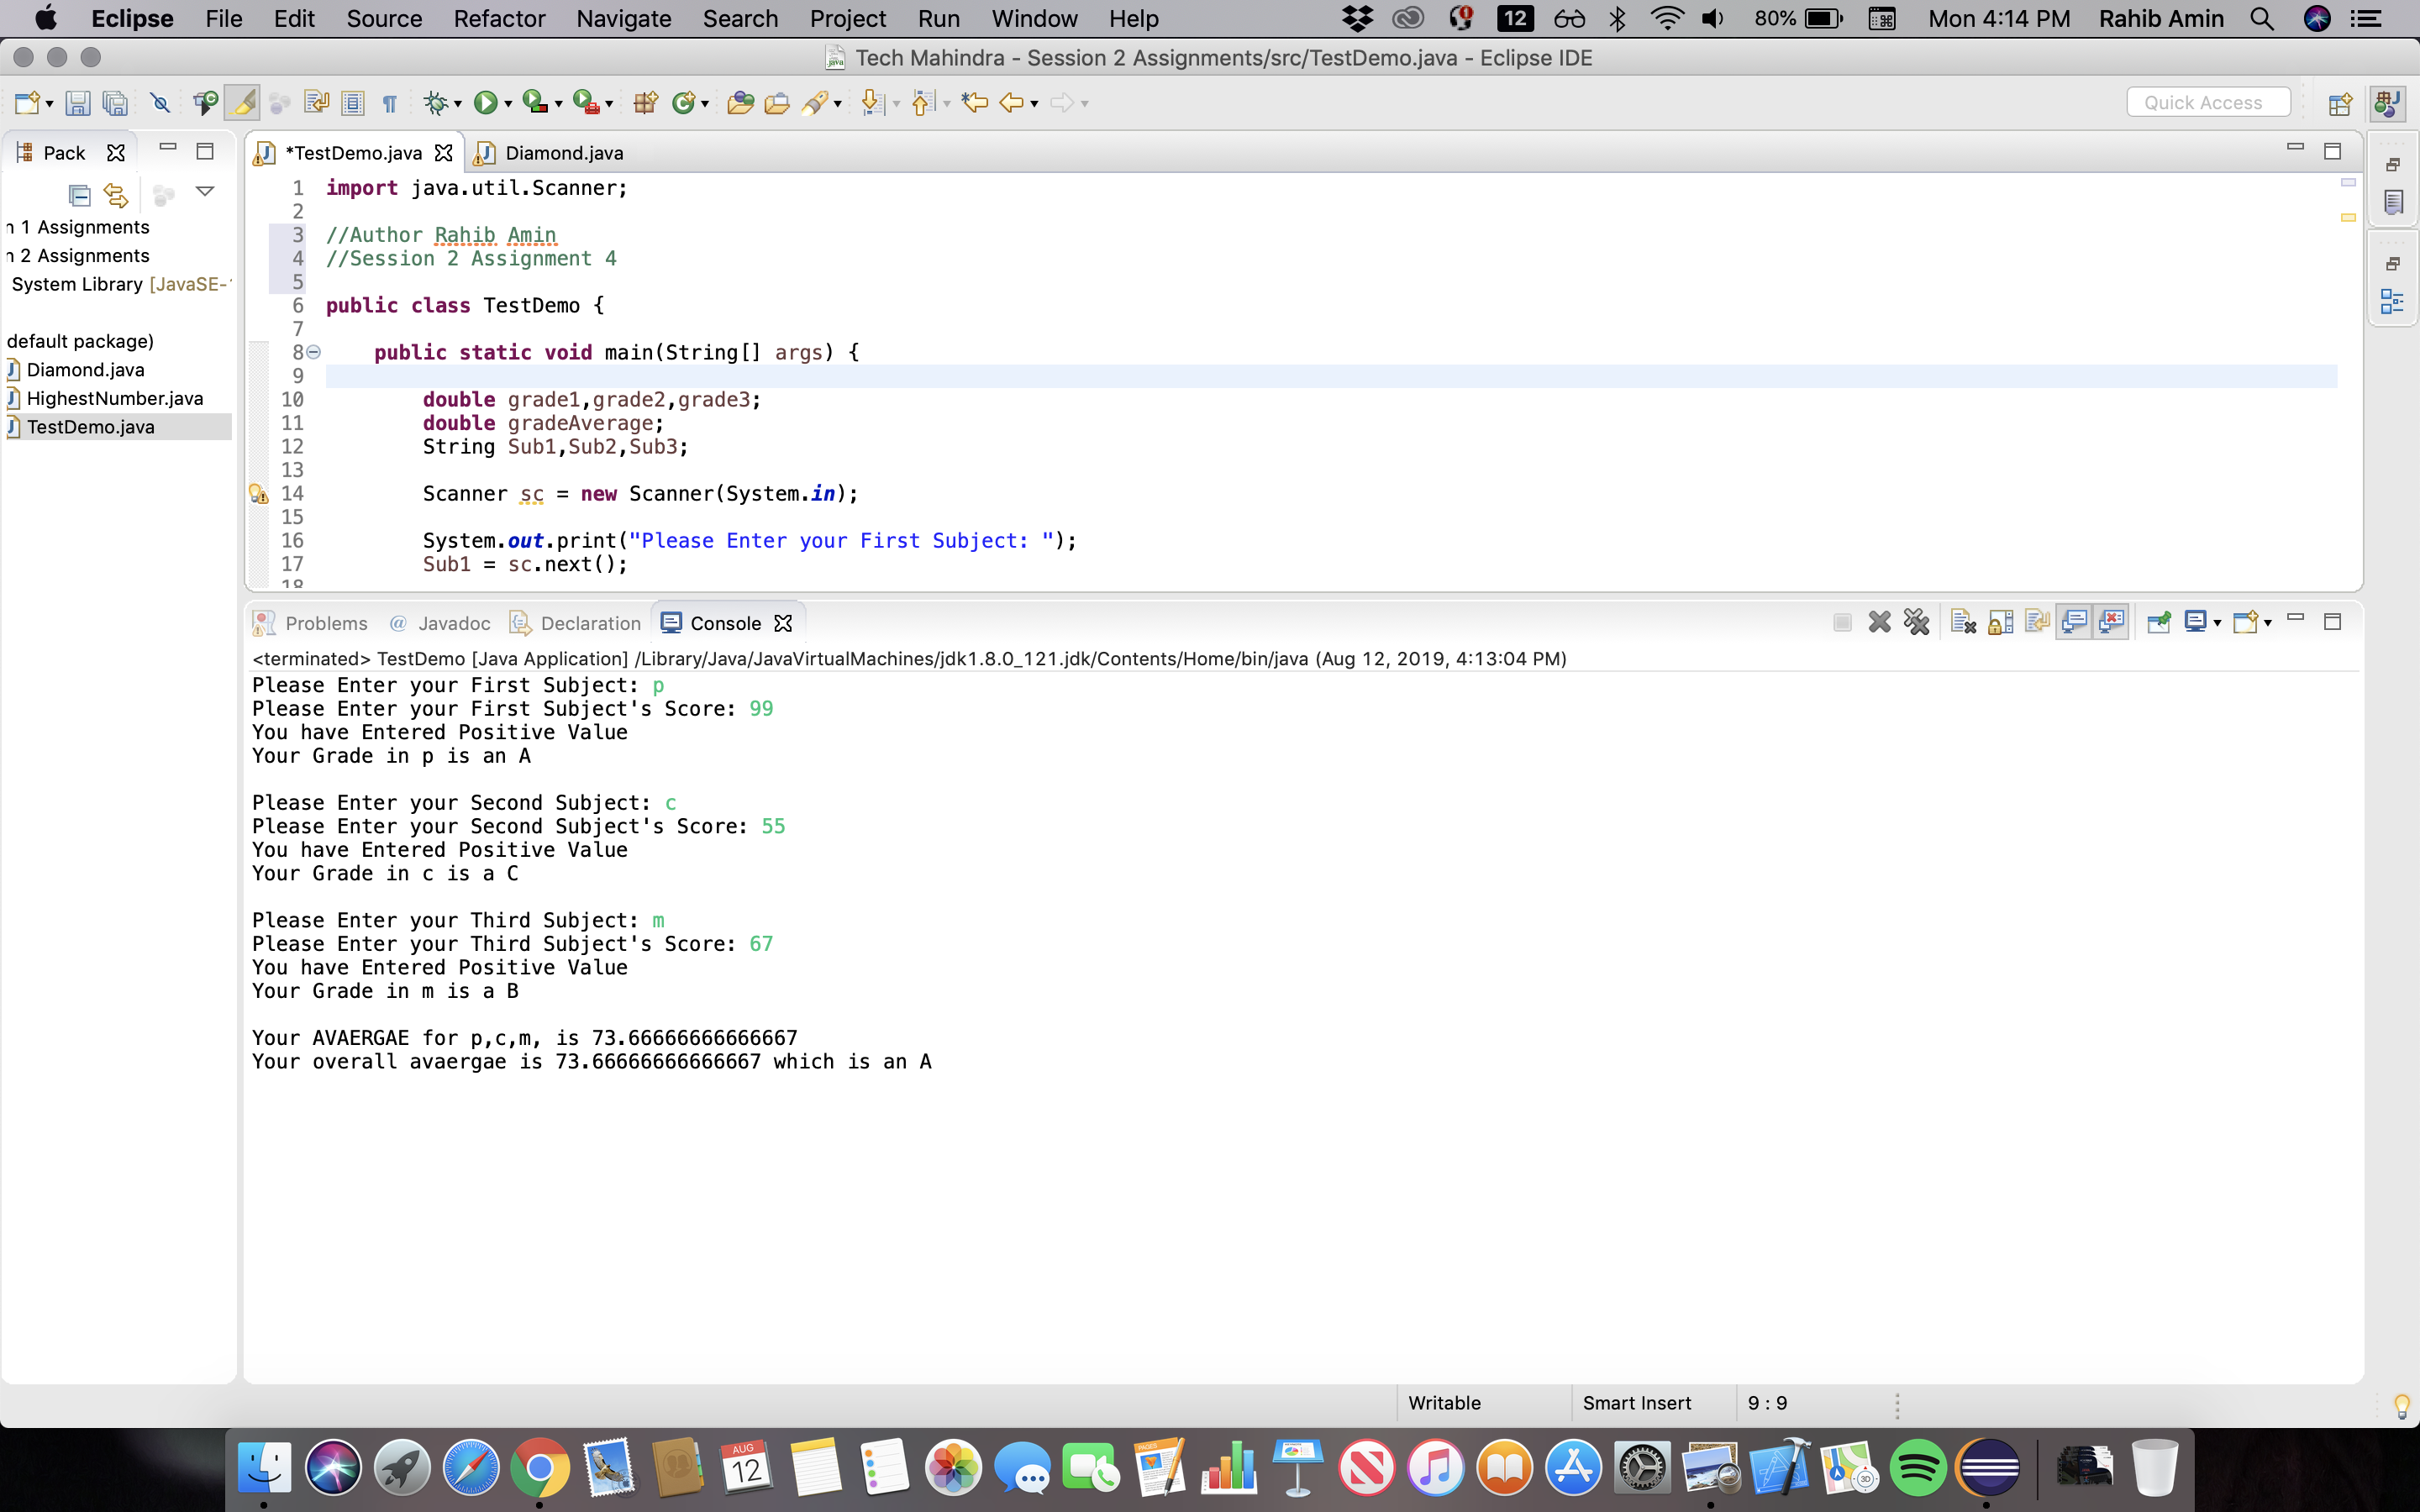 Eclipse File Edit Source Refactor Navigate Search Project Run Window Help 12 80% Mon 4:14 PM Rahib Amin
Tech Mahindra - Session 2 Assignments/src/TestDemo.java - Eclipse IDE
Quick Access
Pack
*TestDemo.java Diamond.java
n 1 Assignments
n 2 Assignments
System Library [JavaSE-
default package)
Diamond.java
HighestNumber.java
TestDemo.java
1 import java.util.Scanner;
2
3 //Author Rahib Amin
4 //Session 2 Assignment 4
5
6 public class TestDemo {
7
8 public static void main(String[] args) {
9
10 double grade1,grade2,grade3;
11 double gradeAverage;
12 String Sub1,Sub2,Sub3;
13
14 Scanner sc = new Scanner(System.in);
15
16 System.out.print("Please Enter your First Subject: ");
17 Sub1 = sc.next();
18
Problems @ Javadoc Declaration Console
<terminated> TestDemo [Java Application] /Library/Java/JavaVirtualMachines/jdk1.8.0_121.jdk/Contents/Home/bin/java (Aug 12, 2019, 4:13:04 PM)
Please Enter your First Subject: p
Please Enter your First Subject's Score: 99
You have Entered Positive Value
Your Grade in p is an A
Please Enter your Second Subject: c
Please Enter your Second Subject's Score: 55
You have Entered Positive Value
Your Grade in c is a C
Please Enter your Third Subject: m
Please Enter your Third Subject's Score: 67
You have Entered Positive Value
Your Grade in m is a B
Your AVAERGAE for p,c,m, is 73.66666666666667
Your overall avaergae is 73.66666666666667 which is an A
Writable Smart Insert 9 : 9
AUG
12
PAGES
3D